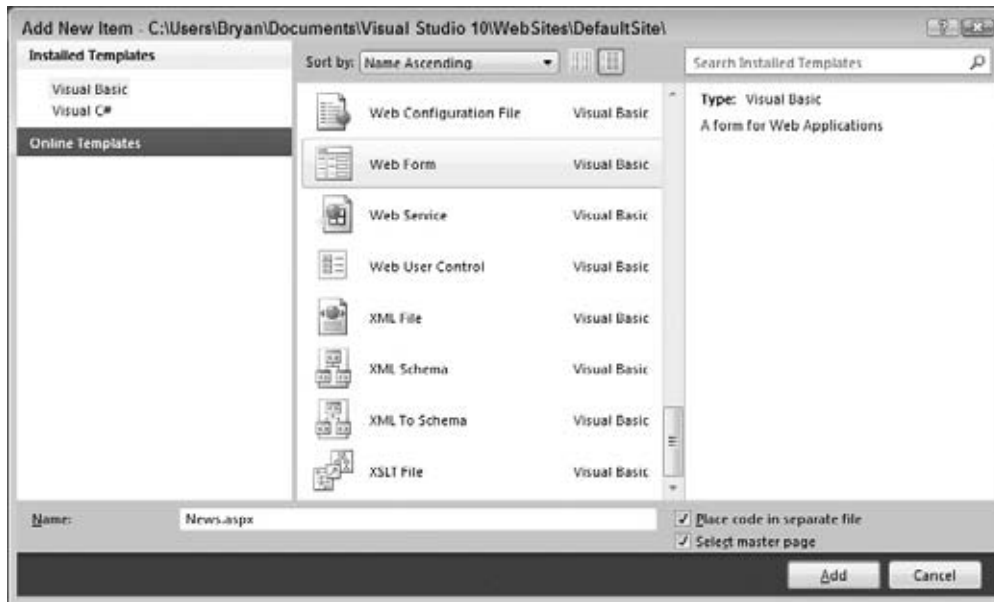 Add New Item - C:\Users\Bryan\Documents\Visual Studio 10\WebSites\DefaultSite\
Installed Templates
Visual Basic
Visual C#
Online Templates
Sort by: Name Ascending
Web Configuration File Visual Basic
Web Form Visual Basic
Web Service Visual Basic
Web User Control Visual Basic
XML File Visual Basic
XML Schema Visual Basic
XML To Schema Visual Basic
XSLT File Visual Basic
Search Installed Templates
Type: Visual Basic
A form for Web Applications
Name: News.aspx
Place code in separate file
Select master page
Add Cancel